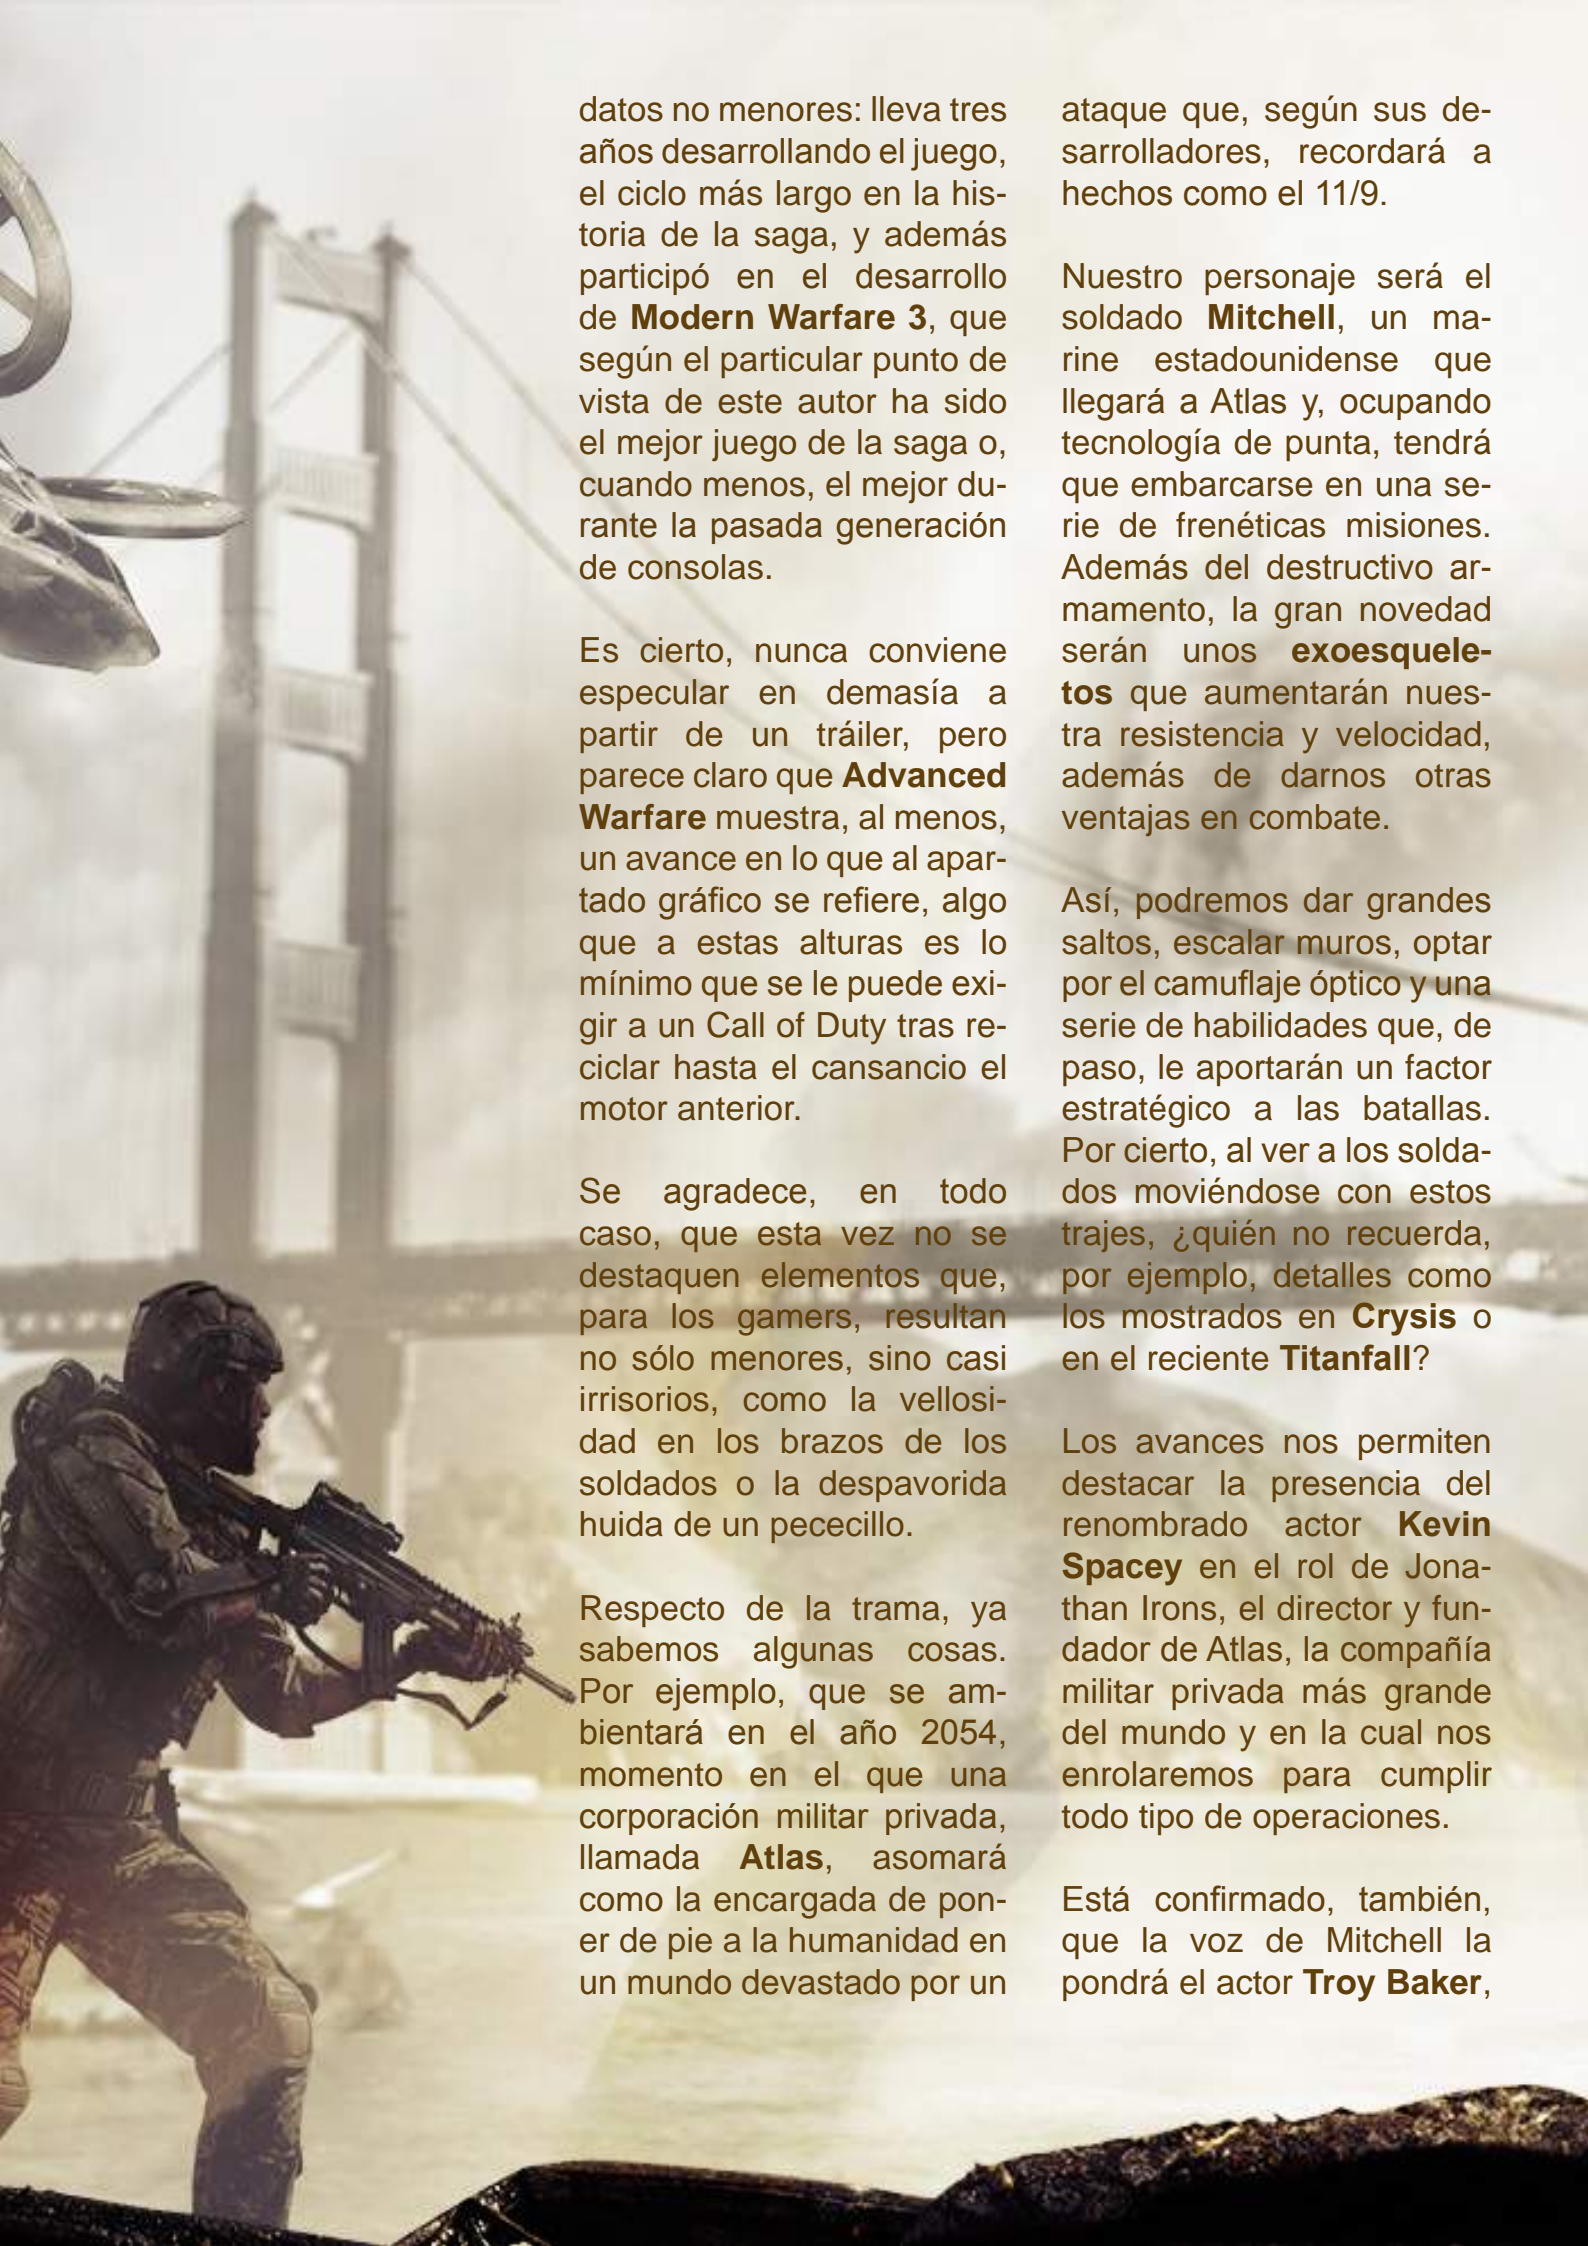 datos no menores: lleva tres
años desarrollando el juego,
el ciclo más largo en la his-
toria de la saga, y además
participó en el desarrollo
de Modern Warfare 3, que
según el particular punto de
vista de este autor ha sido
el mejor juego de la saga o,
cuando menos, el mejor du-
rante la pasada generación
de consolas.
Es cierto, nunca conviene
especular en demasía a
partir de un tráiler, pero
parece claro que Advanced
Warfare muestra, al menos,
un avance en lo que al apar-
tado gráfico se refiere, algo
que a estas alturas es lo
mínimo que se le puede exi-
gir a un Call of Duty tras re-
ciclar hasta el cansancio el
motor anterior.
Se agradece, en todo
caso, que esta vez no se
destaquen elementos que,
para los gamers, resultan
no sólo menores, sino casi
irrisorios, como la vellosi-
dad en los brazos de los
soldados o la despavorida
huida de un pececillo.
Respecto de la trama, ya
sabemos algunas cosas.
Por ejemplo, que se am-
bientará en el año 2054,
momento en el que una
corporación militar privada,
llamada Atlas, asomará
como la encargada de pon-
er de pie a la humanidad en
un mundo devastado por un
ataque que, según sus de-
sarrolladores, recordará a
hechos como el 11/9.
Nuestro personaje será el
soldado Mitchell, un ma-
rine estadounidense que
llegará a Atlas y, ocupando
tecnología de punta, tendrá
que embarcarse en una se-
rie de frenéticas misiones.
Además del destructivo ar-
mamento, la gran novedad
serán unos exoesquele-
tos que aumentarán nues-
tra resistencia y velocidad,
además de darnos otras
ventajas en combate.
Así, podremos dar grandes
saltos, escalar muros, optar
por el camuflaje óptico y una
serie de habilidades que, de
paso, le aportarán un factor
estratégico a las batallas.
Por cierto, al ver a los solda-
dos moviéndose con estos
trajes, ¿quién no recuerda,
por ejemplo, detalles como
los mostrados en Crysis o
en el reciente Titanfall?
Los avances nos permiten
destacar la presencia del
renombrado actor Kevin
Spacey en el rol de Jona-
than Irons, el director y fun-
dador de Atlas, la compañía
militar privada más grande
del mundo y en la cual nos
enrolaremos para cumplir
todo tipo de operaciones.
Está confirmado, también,
que la voz de Mitchell la
pondrá el actor Troy Baker,